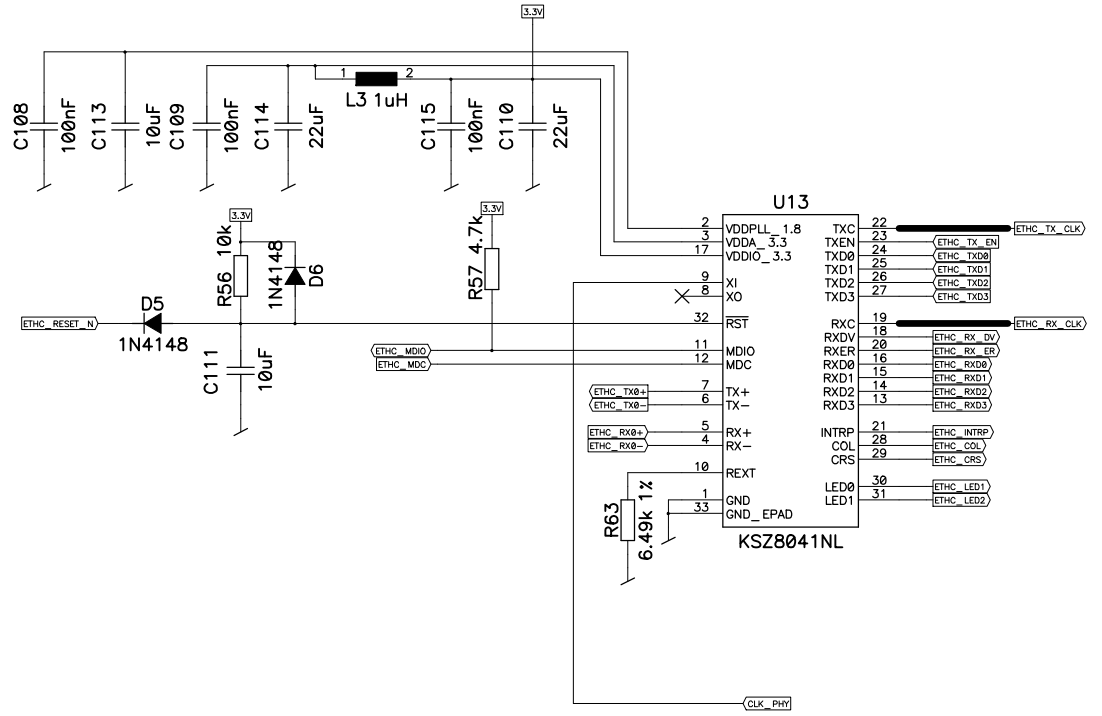 3.3V
1
2
L3 1uH
C108
100nF
C113
10uF
C109
100nF
C114
22uF
C115
100nF
C110
22uF
3.3V
R56 10k
1N4148
D6
D5
1N4148
ETHC_RESET_N
C111
10uF
3.3V
R57 4.7k
ETHC_MDIO
ETHC_MDC
ETHC_TX0+
ETHC_TX0-
ETHC_RX0+
ETHC_RX0-
R63
6.49k 1%
U13
2 VDDPLL_1.8
3 VDDA_3.3
17 VDDIO_3.3
9 XI
8 XO
32 RST
11 MDIO
12 MDC
7 TX+
6 TX-
5 RX+
4 RX-
10 REXT
1 GND
33 GND_EPAD
TXC 22 ETHC_TX_CLK
TXEN 23 ETHC_TX_EN
TXD0 24 ETHC_TXD0
TXD1 25 ETHC_TXD1
TXD2 26 ETHC_TXD2
TXD3 27 ETHC_TXD3
RXC 19 ETHC_RX_CLK
RXDV 18 ETHC_RX_DV
RXER 20 ETHC_RX_ER
RXD0 16 ETHC_RXD0
RXD1 15 ETHC_RXD1
RXD2 14 ETHC_RXD2
RXD3 13 ETHC_RXD3
INTRP 21 ETHC_INTRP
COL 28 ETHC_COL
CRS 29 ETHC_CRS
LED0 30 ETHC_LED1
LED1 31 ETHC_LED2
KSZ8041NL
CLK_PHY